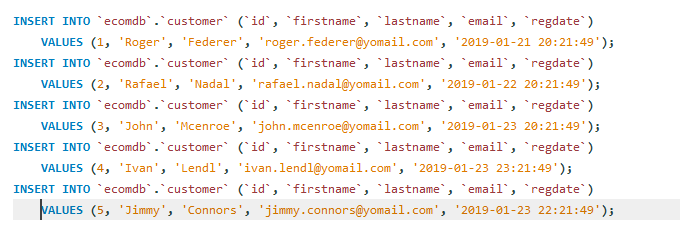 INSERT INTO `ecomdb`.`customer` (`id`, `firstname`, `lastname`, `email`, `regdate`)
VALUES (1, 'Roger', 'Federer', 'roger.federer@yomail.com', '2019-01-21 20:21:49');
INSERT INTO `ecomdb`.`customer` (`id`, `firstname`, `lastname`, `email`, `regdate`)
VALUES (2, 'Rafael', 'Nadal', 'rafael.nadal@yomail.com', '2019-01-22 20:21:49');
INSERT INTO `ecomdb`.`customer` (`id`, `firstname`, `lastname`, `email`, `regdate`)
VALUES (3, 'John', 'Mcenroe', 'john.mcenroe@yomail.com', '2019-01-23 20:21:49');
INSERT INTO `ecomdb`.`customer` (`id`, `firstname`, `lastname`, `email`, `regdate`)
VALUES (4, 'Ivan', 'Lendl', 'ivan.lendl@yomail.com', '2019-01-23 23:21:49');
INSERT INTO `ecomdb`.`customer` (`id`, `firstname`, `lastname`, `email`, `regdate`)
VALUES (5, 'Jimmy', 'Connors', 'jimmy.connors@yomail.com', '2019-01-23 22:21:49');